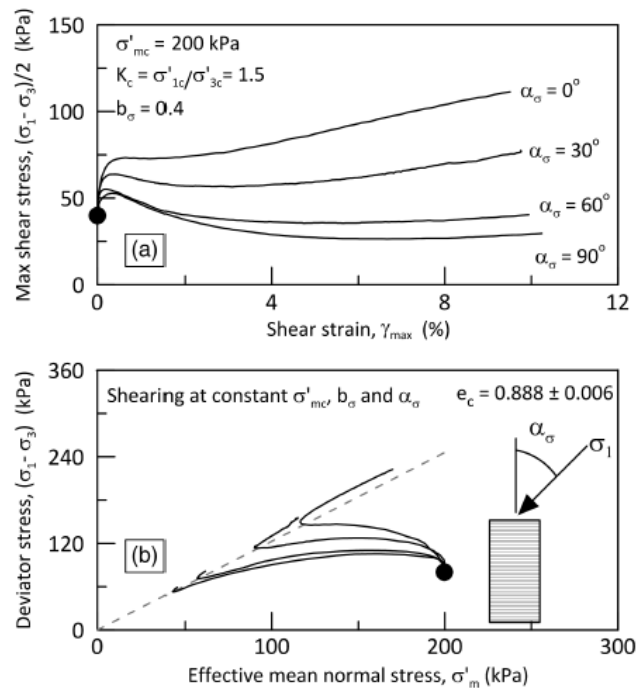 150
100
50
0
Max shear stress, (σ₁- σ₃)/2 (kPa)
σ'mc = 200 kPa
Kc = σ'1c/σ'3c= 1.5
bσ= 0.4
ασ = 0°
ασ = 30°
ασ = 60°
ασ = 90°
(a)
0 4 8 12
Shear strain, γmax (%)
360
240
120
0
Deviator stress, (σ₁- σ₃) (kPa)
Shearing at constant σ'mc, bσ and ασ
ec = 0.888 ± 0.006
ασ
σ₁
(b)
0 100 200 300
Effective mean normal stress, σ'm (kPa)